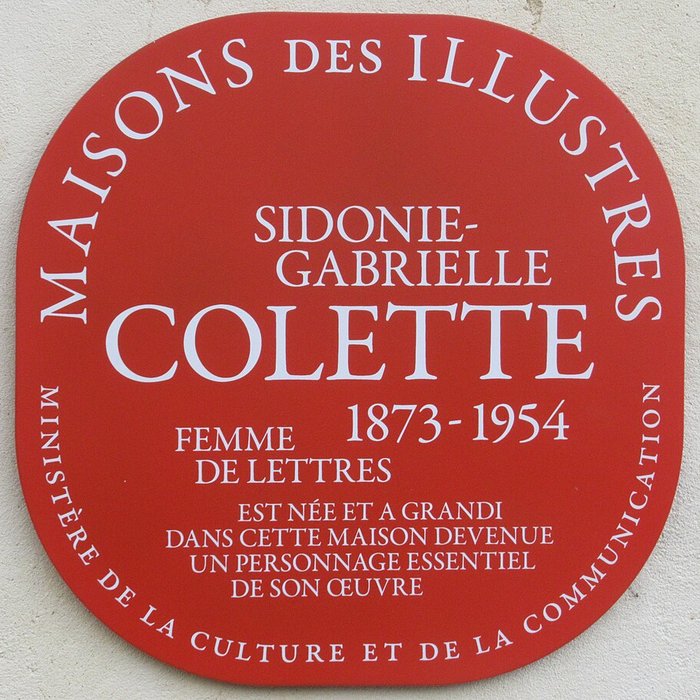 MAISONS DES ILLUSTRES
SIDONIE-
GABRIELLE
COLETTE
1873-1954
FEMME
DE LETTRES
EST NÉE ET A GRANDI
DANS CETTE MAISON DEVENUE
UN PERSONNAGE ESSENTIEL
DE SON ŒUVRE
MINISTÈRE DE LA CULTURE ET DE LA COMMUNICATION